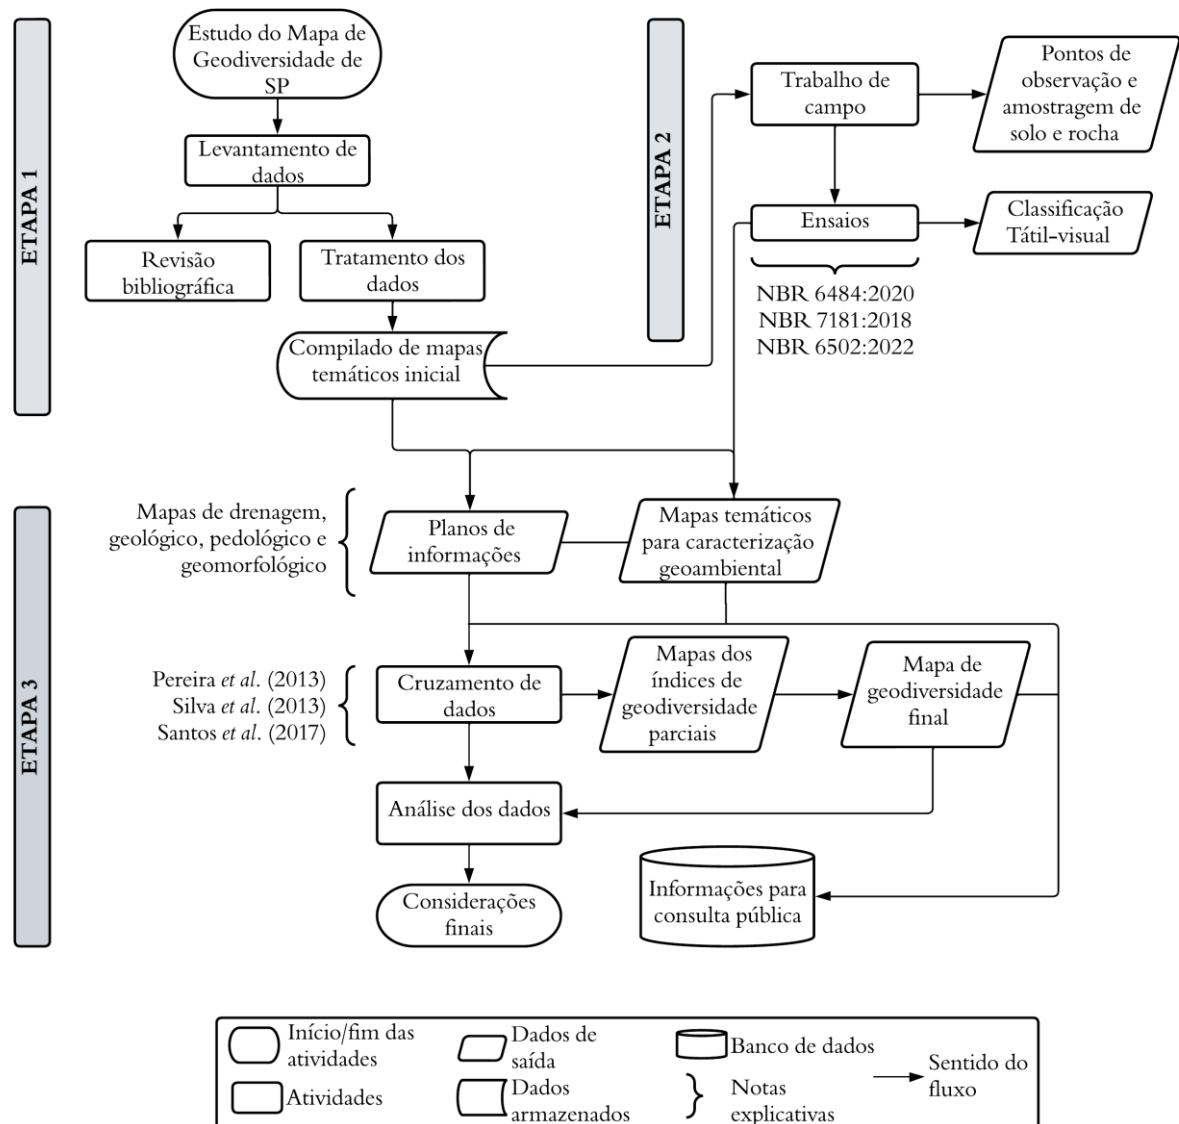 ETAPA 1
Estudo do Mapa de
Geodiversidade de
SP
Levantamento de
dados
Revisão
bibliográfica
Tratamento dos
dados
Compilado de mapas
temáticos inicial
ETAPA 2
Trabalho de
campo
Pontos de
observação e
amostragem de
solo e rocha
Ensaios
Classificação
Tátil-visual
NBR 6484:2020
NBR 7181:2018
NBR 6502:2022
ETAPA 3
Mapas de drenagem,
geológico, pedológico e
geomorfológico
Planos de
informações
Mapas temáticos
para caracterização
geoambiental
Pereira et al. (2013)
Silva et al. (2013)
Santos et al. (2017)
Cruzamento de
dados
Mapas dos
índices de
geodiversidade
parciais
Mapa de
geodiversidade
final
Análise dos dados
Considerações
finais
Informações para
consulta pública
Início/fim das
atividades
Atividades
Dados de
saída
Dados
armazenados
Banco de dados
Notas
explicativas
Sentido do
fluxo